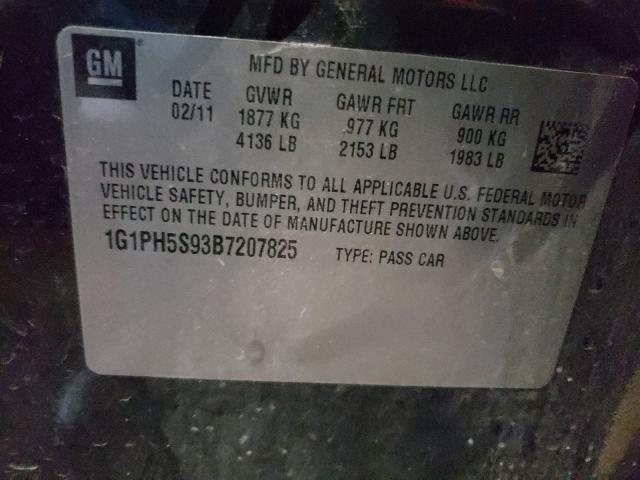 GM
MFD BY GENERAL MOTORS LLC
DATE GVWR GAWR FRT GAWR RR
02/11 1877 KG 977 KG 900 KG
4136 LB 2153 LB 1983 LB
THIS VEHICLE CONFORMS TO ALL APPLICABLE U.S. FEDERAL MOTOR
VEHICLE SAFETY, BUMPER, AND THEFT PREVENTION STANDARDS IN
EFFECT ON THE DATE OF MANUFACTURE SHOWN ABOVE.
1G1PH5S93B7207825 TYPE: PASS CAR